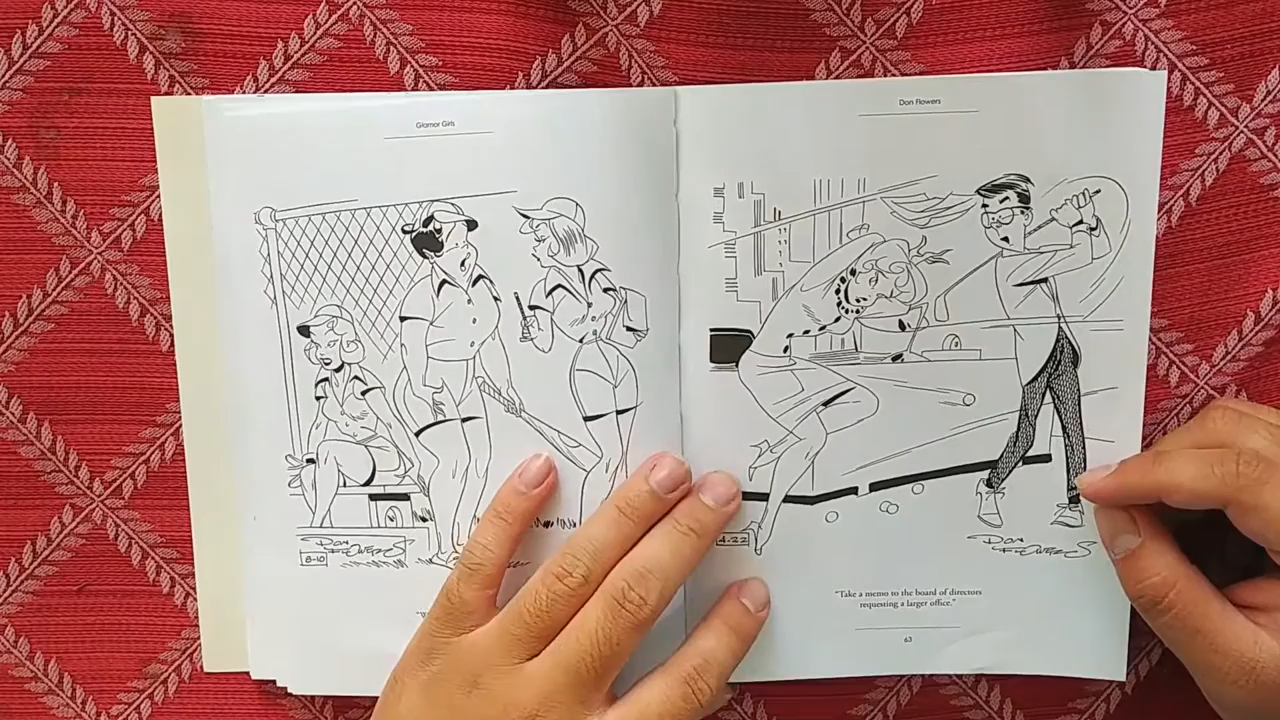 Glamor Girls
DON
FLOWERS
8-10
Don Flowers
4-22
DON
FLOWERS
“Take a memo to the board of directors
requesting a larger office.”
63